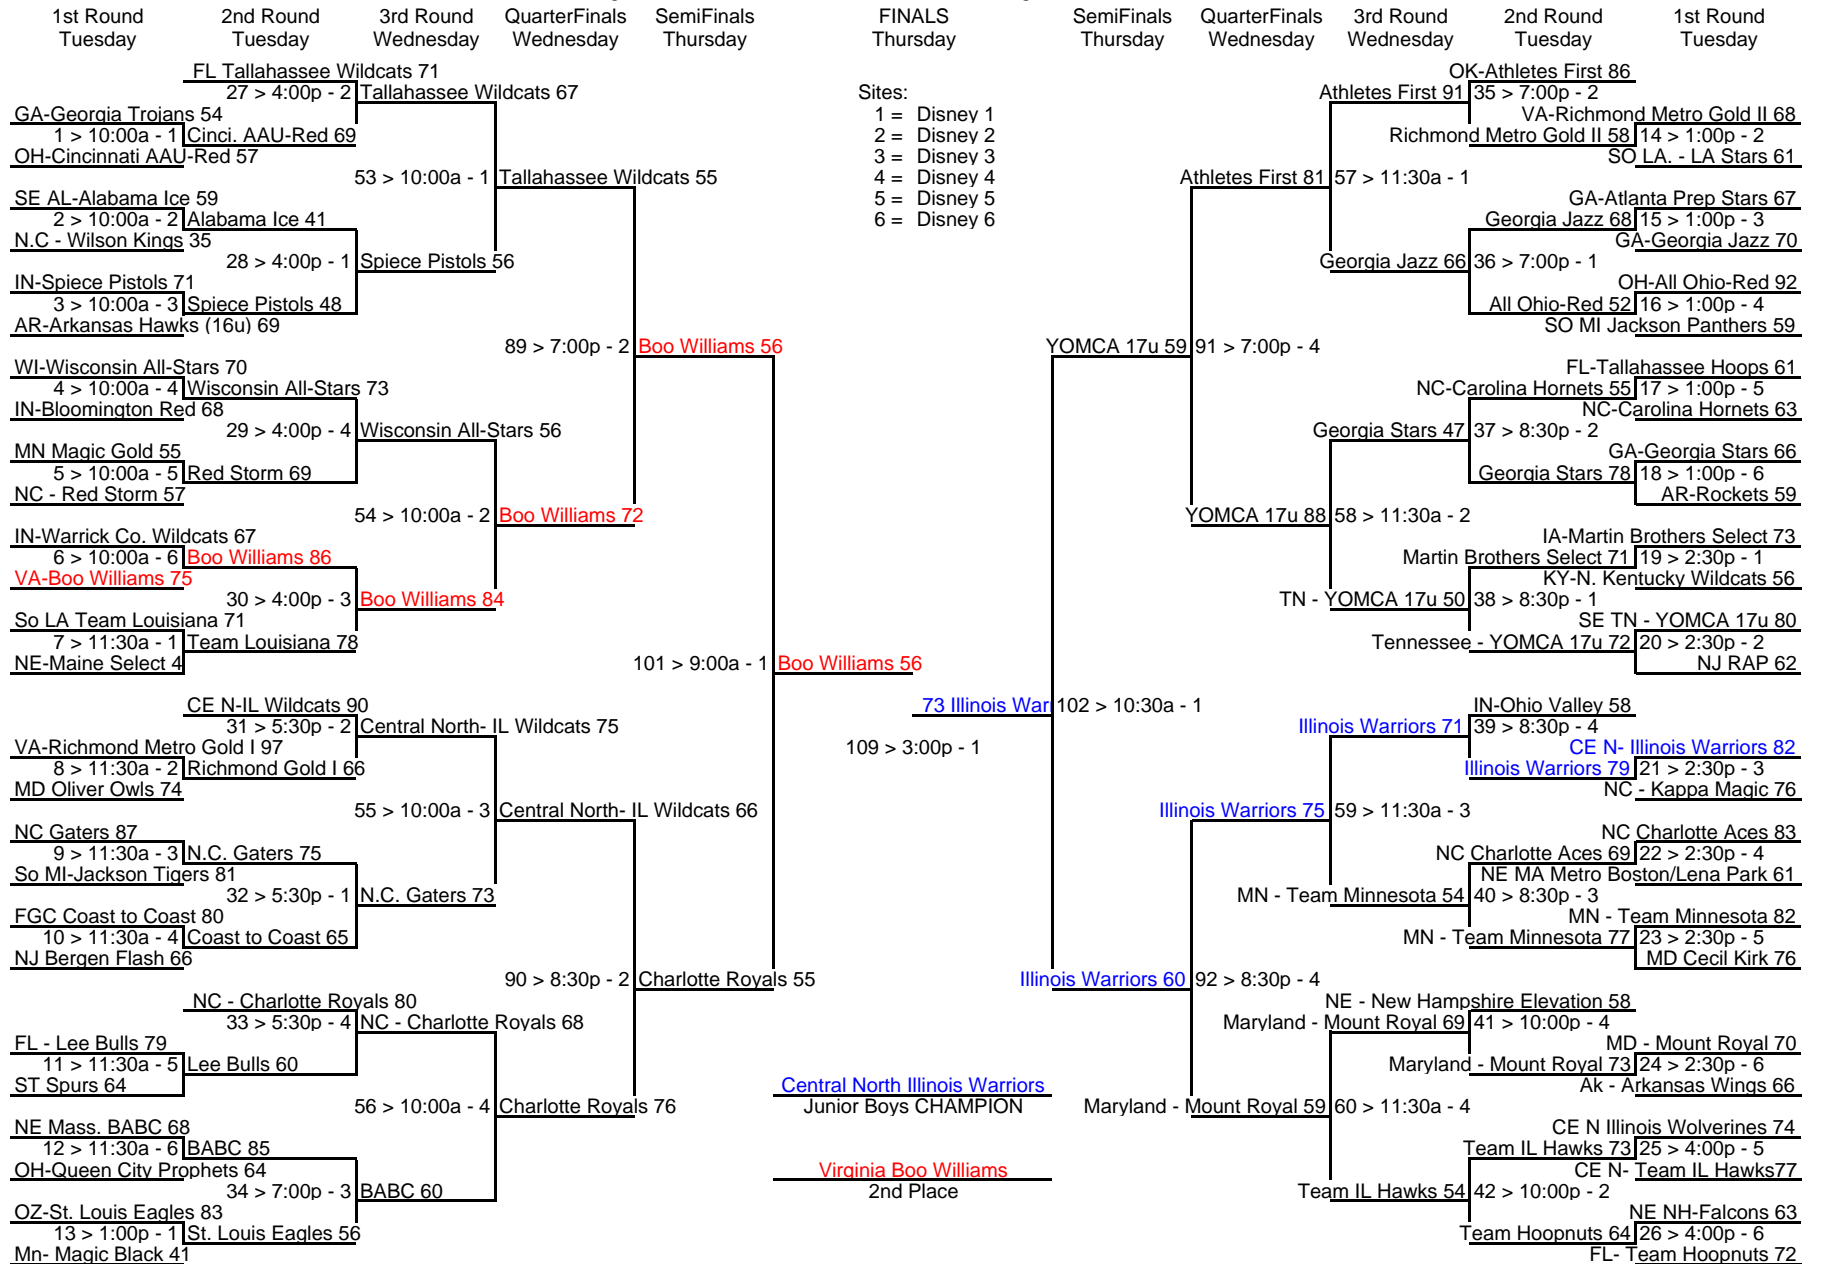 1st Round 2nd Round 3rd Round QuarterFinals SemiFinals FINALS SemiFinals QuarterFinals 3rd Round 2nd Round 1st Round
Tuesday Tuesday Wednesday Wednesday Thursday Thursday Thursday Wednesday Wednesday Tuesday Tuesday
FL Tallahassee Wildcats 71 OK-Athletes First 86
27 > 4:00p - 2 Tallahassee Wildcats 67 Sites: Athletes First 91 35 > 7:00p - 2
GA-Georgia Trojans 54 1 = Disney 1 VA-Richmond Metro Gold II 68
1 > 10:00a - 1 Cinci. AAU-Red 69 2 = Disney 2 Richmond Metro Gold II 58 14 > 1:00p - 2
OH-Cincinnati AAU-Red 57 3 = Disney 3 SO LA. - LA Stars 61
53 > 10:00a - 1 Tallahassee Wildcats 55 4 = Disney 4 Athletes First 81 57 > 11:30a - 1
SE AL-Alabama Ice 59 5 = Disney 5 GA-Atlanta Prep Stars 67
2 > 10:00a - 2 Alabama Ice 41 6 = Disney 6 Georgia Jazz 68 15 > 1:00p - 3
N.C - Wilson Kings 35 GA-Georgia Jazz 70
28 > 4:00p - 1 Spiece Pistols 56 Georgia Jazz 66 36 > 7:00p - 1
IN-Spiece Pistols 71 OH-All Ohio-Red 92
3 > 10:00a - 3 Spiece Pistols 48 All Ohio-Red 52 16 > 1:00p - 4
AR-Arkansas Hawks (16u) 69 SO MI Jackson Panthers 59
89 > 7:00p - 2 Boo Williams 56 YOMCA 17u 59 91 > 7:00p - 4
WI-Wisconsin All-Stars 70 FL-Tallahassee Hoops 61
4 > 10:00a - 4 Wisconsin All-Stars 73 NC-Carolina Hornets 55 17 > 1:00p - 5
IN-Bloomington Red 68 NC-Carolina Hornets 63
29 > 4:00p - 4 Wisconsin All-Stars 56 Georgia Stars 47 37 > 8:30p - 2
MN Magic Gold 55 GA-Georgia Stars 66
5 > 10:00a - 5 Red Storm 69 Georgia Stars 78 18 > 1:00p - 6
NC - Red Storm 57 AR-Rockets 59
54 > 10:00a - 2 Boo Williams 72 YOMCA 17u 88 58 > 11:30a - 2
IN-Warrick Co. Wildcats 67 IA-Martin Brothers Select 73
6 > 10:00a - 6 Boo Williams 86 Martin Brothers Select 71 19 > 2:30p - 1
VA-Boo Williams 75 KY-N. Kentucky Wildcats 56
30 > 4:00p - 3 Boo Williams 84 TN - YOMCA 17u 50 38 > 8:30p - 1
So LA Team Louisiana 71 SE TN - YOMCA 17u 80
7 > 11:30a - 1 Team Louisiana 78 Tennessee - YOMCA 17u 72 20 > 2:30p - 2
NE-Maine Select 4 101 > 9:00a - 1 Boo Williams 56 NJ RAP 62
CE N-IL Wildcats 90 73 Illinois War 102 > 10:30a - 1 IN-Ohio Valley 58
31 > 5:30p - 2 Central North- IL Wildcats 75 Illinois Warriors 71 39 > 8:30p - 4
VA-Richmond Metro Gold I 97 109 > 3:00p - 1 CE N- Illinois Warriors 82
8 > 11:30a - 2 Richmond Gold I 66 Illinois Warriors 79 21 > 2:30p - 3
MD Oliver Owls 74 NC - Kappa Magic 76
55 > 10:00a - 3 Central North- IL Wildcats 66 Illinois Warriors 75 59 > 11:30a - 3
NC Gaters 87 NC Charlotte Aces 83
9 > 11:30a - 3 N.C. Gaters 75 NC Charlotte Aces 69 22 > 2:30p - 4
So MI-Jackson Tigers 81 NE MA Metro Boston/Lena Park 61
32 > 5:30p - 1 N.C. Gaters 73 MN - Team Minnesota 54 40 > 8:30p - 3
FGC Coast to Coast 80 MN - Team Minnesota 82
10 > 11:30a - 4 Coast to Coast 65 MN - Team Minnesota 77 23 > 2:30p - 5
NJ Bergen Flash 66 MD Cecil Kirk 76
90 > 8:30p - 2 Charlotte Royals 55 Illinois Warriors 60 92 > 8:30p - 4
NC - Charlotte Royals 80 NE - New Hampshire Elevation 58
33 > 5:30p - 4 NC - Charlotte Royals 68 Maryland - Mount Royal 69 41 > 10:00p - 4
FL - Lee Bulls 79 MD - Mount Royal 70
11 > 11:30a - 5 Lee Bulls 60 Maryland - Mount Royal 73 24 > 2:30p - 6
ST Spurs 64 Central North Illinois Warriors Ak - Arkansas Wings 66
56 > 10:00a - 4 Charlotte Royals 76 Junior Boys CHAMPION Maryland - Mount Royal 59 60 > 11:30a - 4
NE Mass. BABC 68 CE N Illinois Wolverines 74
12 > 11:30a - 6 BABC 85 Team IL Hawks 73 25 > 4:00p - 5
OH-Queen City Prophets 64 Virginia Boo Williams CE N- Team IL Hawks77
34 > 7:00p - 3 BABC 60 2nd Place Team IL Hawks 54 42 > 10:00p - 2
OZ-St. Louis Eagles 83 NE NH-Falcons 63
13 > 1:00p - 1 St. Louis Eagles 56 Team Hoopnuts 64 26 > 4:00p - 6
Mn- Magic Black 41 FL- Team Hoopnuts 72